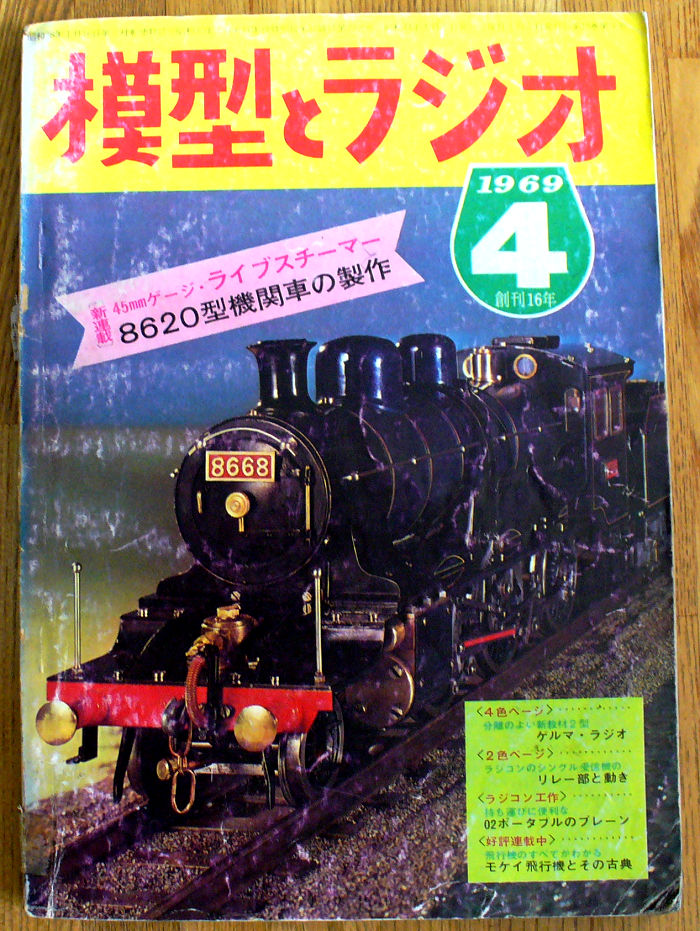 模型とラジオ
1969
4
創刊16年
新連載
45mmゲージ・ライブスチーマー
8620型機関車の製作
8668
〈4色ページ〉
分離のよい新教材2型
ゲルマ・ラジオ
〈2色ページ〉
ラジコンのシングル受信機の
リレー部と動き
〈ラジコン工作〉
持ち運びに便利な
02ポータブルのプレーン
〈好評連載中〉
飛行機のすべてがわかる
モケイ飛行機とその古典